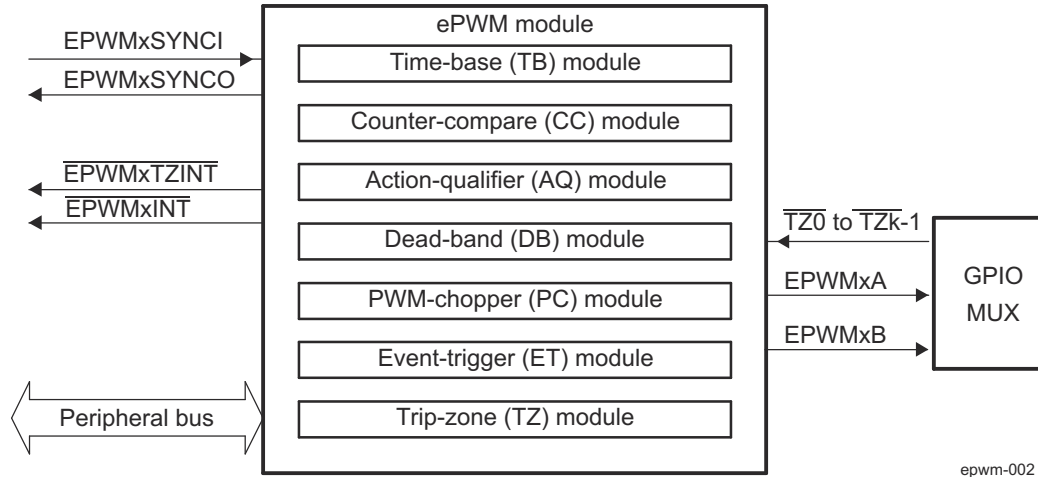 ePWM module
EPWMxSYNCI
EPWMxSYNCO
EPWMxTZINT
EPWMxINT
Peripheral bus
Time-base (TB) module
Counter-compare (CC) module
Action-qualifier (AQ) module
Dead-band (DB) module
PWM-chopper (PC) module
Event-trigger (ET) module
Trip-zone (TZ) module
TZ0 to TZk-1
EPWMxA
EPWMxB
GPIO
MUX
epwm-002